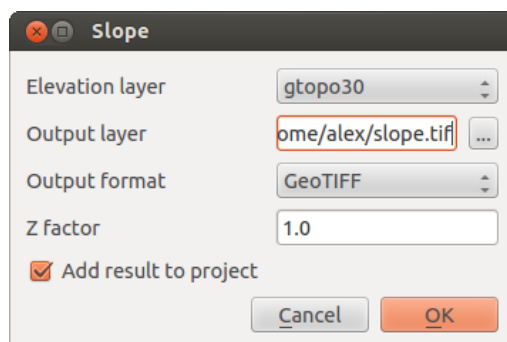 Slope
Elevation layer gtopo30
Output layer ome/alex/slope.tif ...
Output format GeoTIFF
Z factor 1.0
Add result to project
Cancel OK